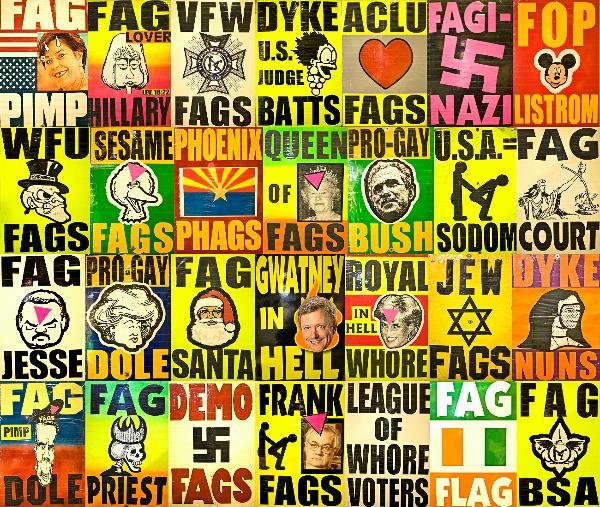 FAG
PIMP
FAG
LOVER
LEV. 18:22
HILLARY
VFW
FAGS
DYKE
U.S.
JUDGE
BATTS
ACLU
FAGS
FAGI-
NAZI
FOP
LISTROM
WFU
FAGS
SESAME
FAGS
PHOENIX
PHAGS
QUEEN
OF
FAGS
PRO-GAY
BUSH
U.S.A.=
SODOM
FAG
COURT
FAG
JESSE
PRO-GAY
DOLE
FAG
SANTA
GWATNEY
IN
HELL
ROYAL
IN
HELL
WHORE
JEW
FAGS
DYKE
NUNS
FAG
PIMP
DOLE
FAG
PRIEST
DEMO
FAGS
FRANK
FAGS
LEAGUE
OF
WHORE
VOTERS
FAG
FLAG
FAG
BSA